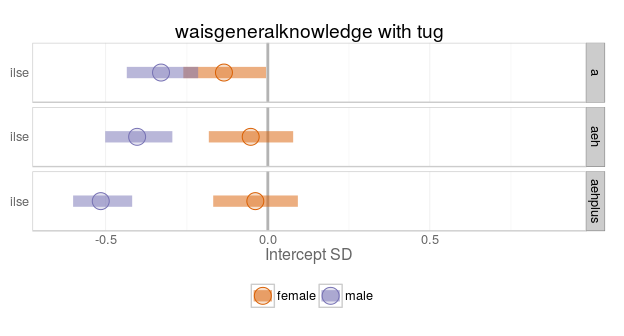 waisgeneralknowledge with tug
ilse
a
ilse
aeh
ilse
aehplus
-0.5 0.0 0.5
Intercept SD
female male